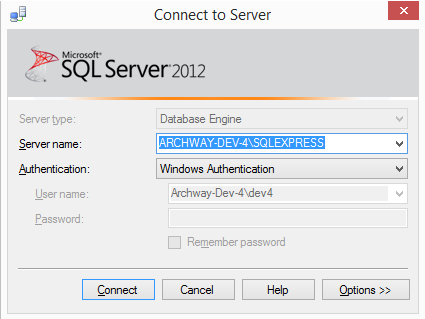 Connect to Server
Microsoft
SQL Server 2012
Server type: Database Engine
Server name: ARCHWAY-DEV-4\SQLEXPRESS
Authentication: Windows Authentication
User name: Archway-Dev-4\dev4
Password:
Remember password
Connect Cancel Help Options >>